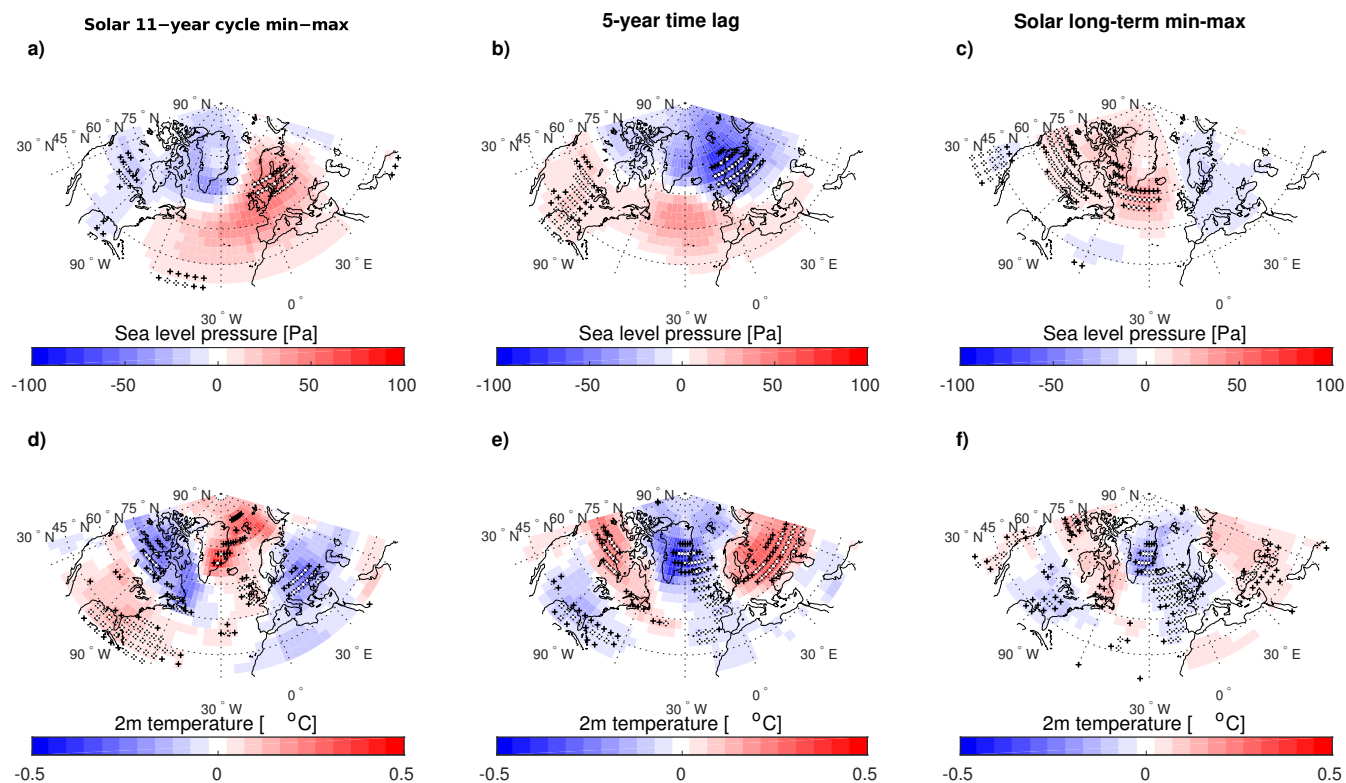 Solar 11−year cycle min−max
5-year time lag
Solar long-term min-max
a)
b)
c)
90 ° N
75 ° N
60 ° N
45 ° N
30 ° N
90 ° W
30 ° W
0 °
30 ° E
90 ° N
75 ° N
60 ° N
45 ° N
30 ° N
90 ° W
30 ° W
0 °
30 ° E
90 ° N
75 ° N
60 ° N
45 ° N
30 ° N
90 ° W
30 ° W
0 °
30 ° E
Sea level pressure [Pa]
-100 -50 0 50 100
Sea level pressure [Pa]
-100 -50 0 50 100
Sea level pressure [Pa]
-100 -50 0 50 100
d)
e)
f)
90 ° N
75 ° N
60 ° N
45 ° N
30 ° N
90 ° W
30 ° W
0 °
30 ° E
90 ° N
75 ° N
60 ° N
45 ° N
30 ° N
90 ° W
30 ° W
0 °
30 ° E
90 ° N
75 ° N
60 ° N
45 ° N
30 ° N
90 ° W
30 ° W
0 °
30 ° E
2m temperature [ °C]
-0.5 0 0.5
2m temperature [ °C]
-0.5 0 0.5
2m temperature [ °C]
-0.5 0 0.5